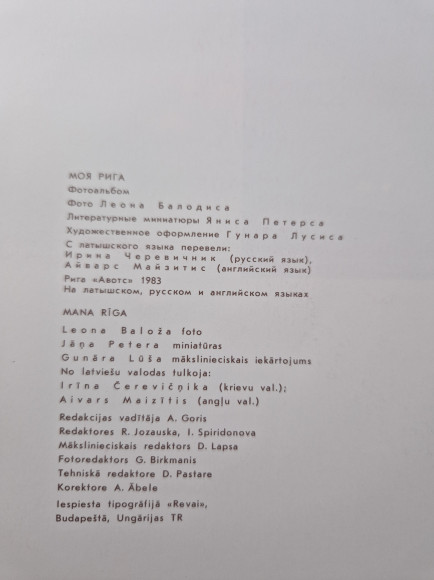 МОЯ РИГА
Фотоальбом
Фото Леона Балодиса
Литературные миниатюры Яниса Петерса
Художественное оформление Гунара Лусиса
С латышского языка перевели:
Ирина Черевичник (русский язык),
Айварс Майзитис (английский язык)
Рига «Авотс» 1983
На латышском, русском и английском языках
MANA RĪGA
Leona Baloža foto
Jāņa Petera miniatūras
Gunāra Lūša mākslinieciskais iekārtojums
No latviešu valodas tulkoja:
Irīna Čerevičņika (krievu val.);
Aivars Maizītis (angļu val.)
Redakcijas vadītāja A. Goris
Redaktores R. Jozauska, I. Spiridonova
Mākslinieciskais redaktors D. Lapsa
Fotoredaktors G. Birkmanis
Tehniskā redaktore D. Pastare
Korektore A. Ābele
Iespiesta tipogrāfijā «Revai»,
Budapeštā, Ungārijas TR